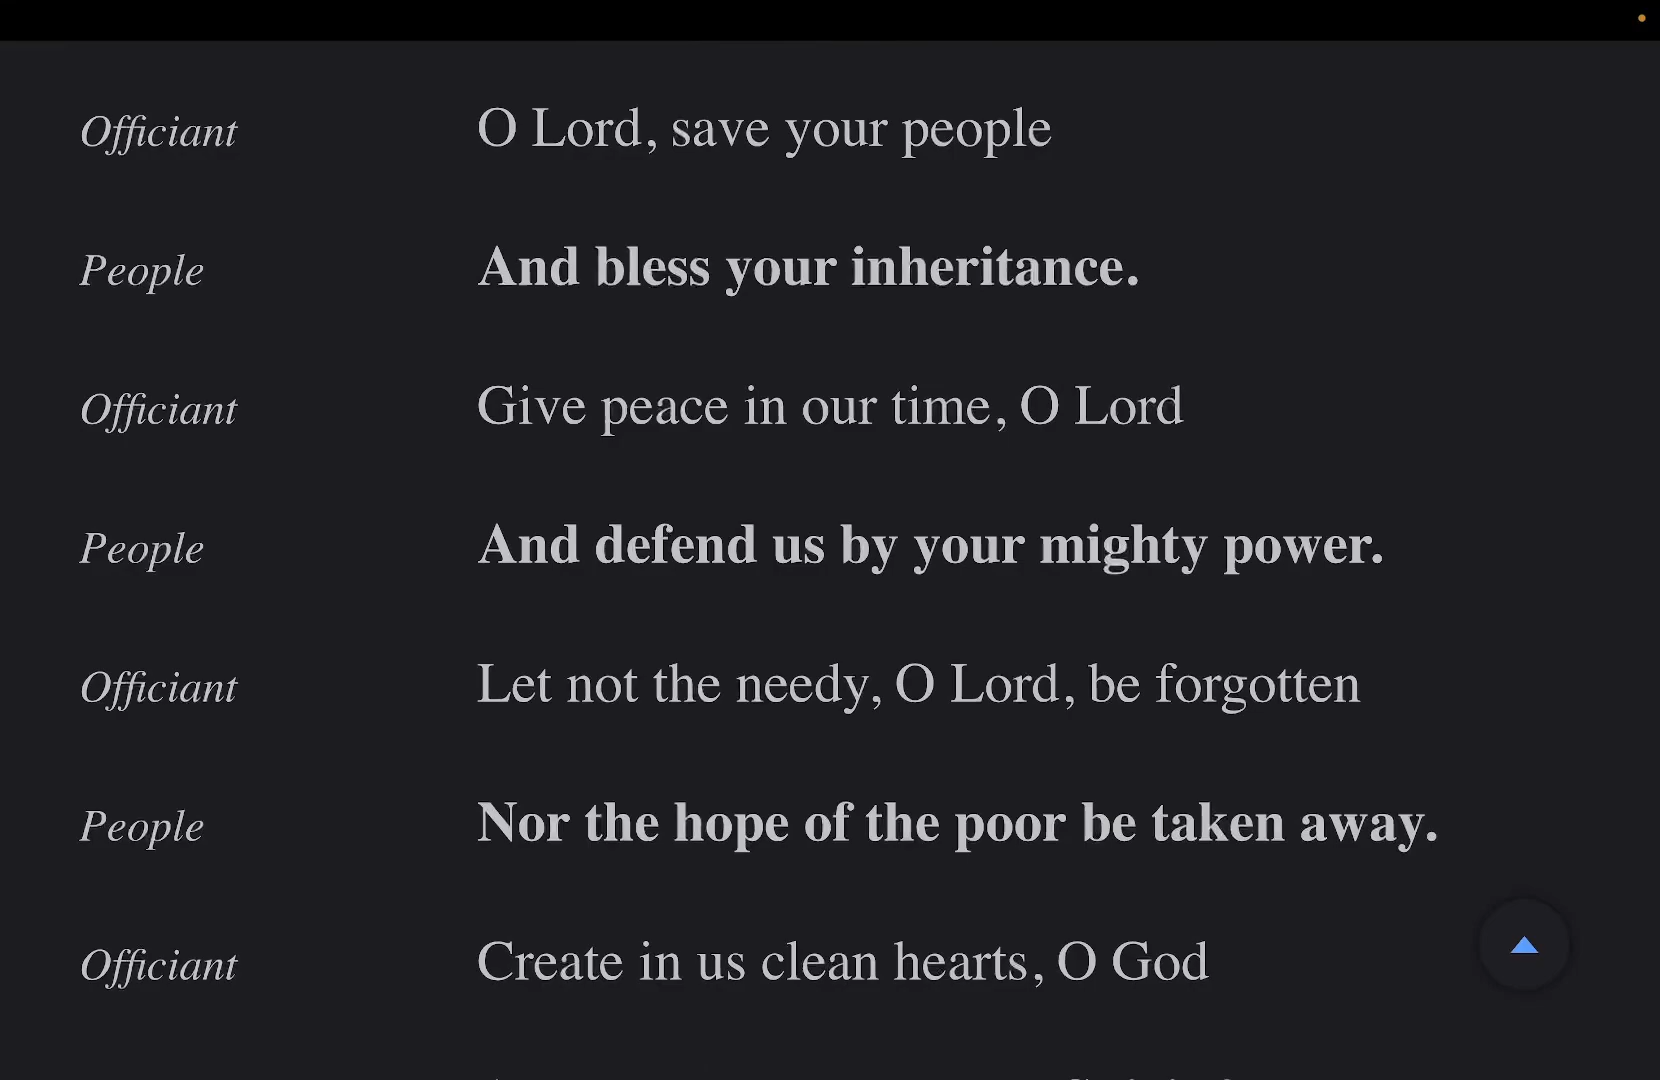 Officiant O Lord, save your people
People And bless your inheritance.
Officiant Give peace in our time, O Lord
People And defend us by your mighty power.
Officiant Let not the needy, O Lord, be forgotten
People Nor the hope of the poor be taken away.
Officiant Create in us clean hearts, O God